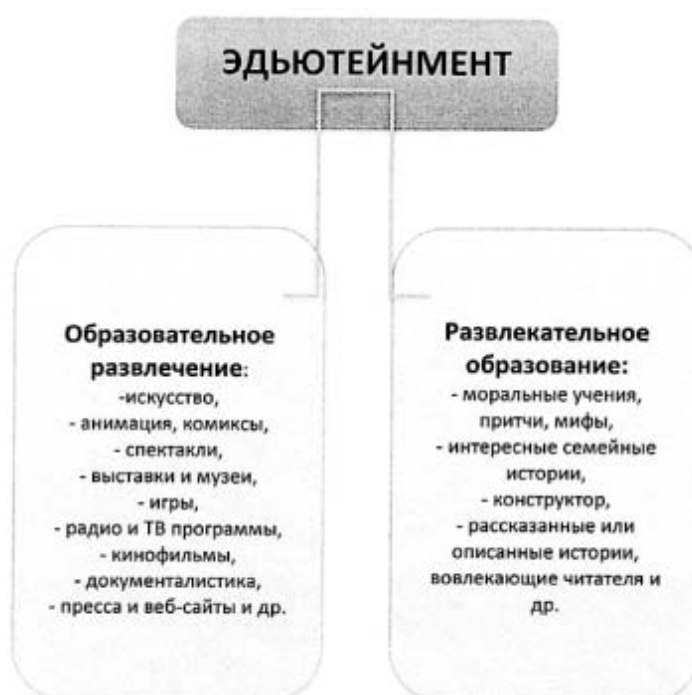 ЭДЬЮТЕЙНМЕНТ
Образовательное
развлечение:
-искусство,
- анимация, комиксы,
- спектакли,
- выставки и музеи,
- игры,
- радио и ТВ программы,
- кинофильмы,
- документалистика,
- пресса и веб-сайты и др.
Развлекательное
образование:
- моральные учения,
притчи, мифы,
- интересные семейные
истории,
- конструктор,
- рассказанные или
описанные истории,
вовлекающие читателя и
др.